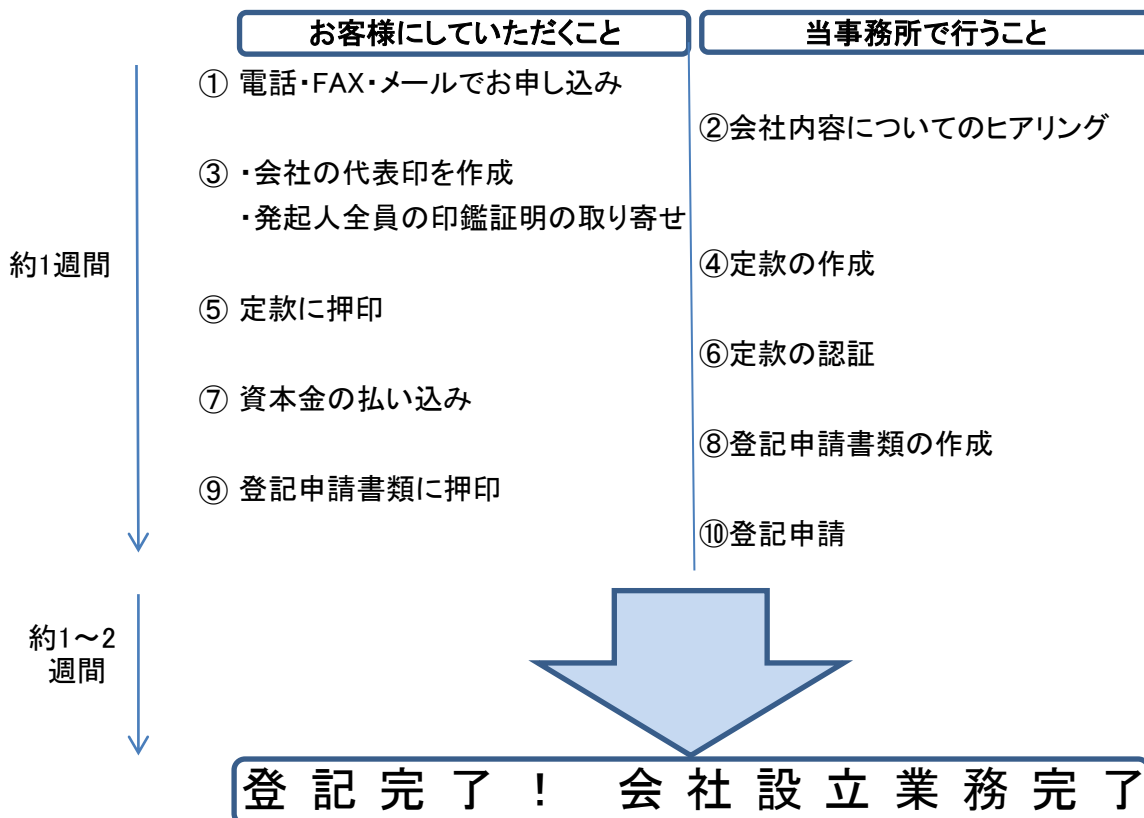 お客様にしていただくこと
当事務所で行うこと
① 電話・FAX・メールでお申し込み
②会社内容についてのヒアリング
③ ・会社の代表印を作成
・発起人全員の印鑑証明の取り寄せ
約1週間
④定款の作成
⑤ 定款に押印
⑥定款の認証
⑦ 資本金の払い込み
⑧登記申請書類の作成
⑨ 登記申請書類に押印
⑩登記申請
約1～2
週間
登記完了！ 会社設立業務完了